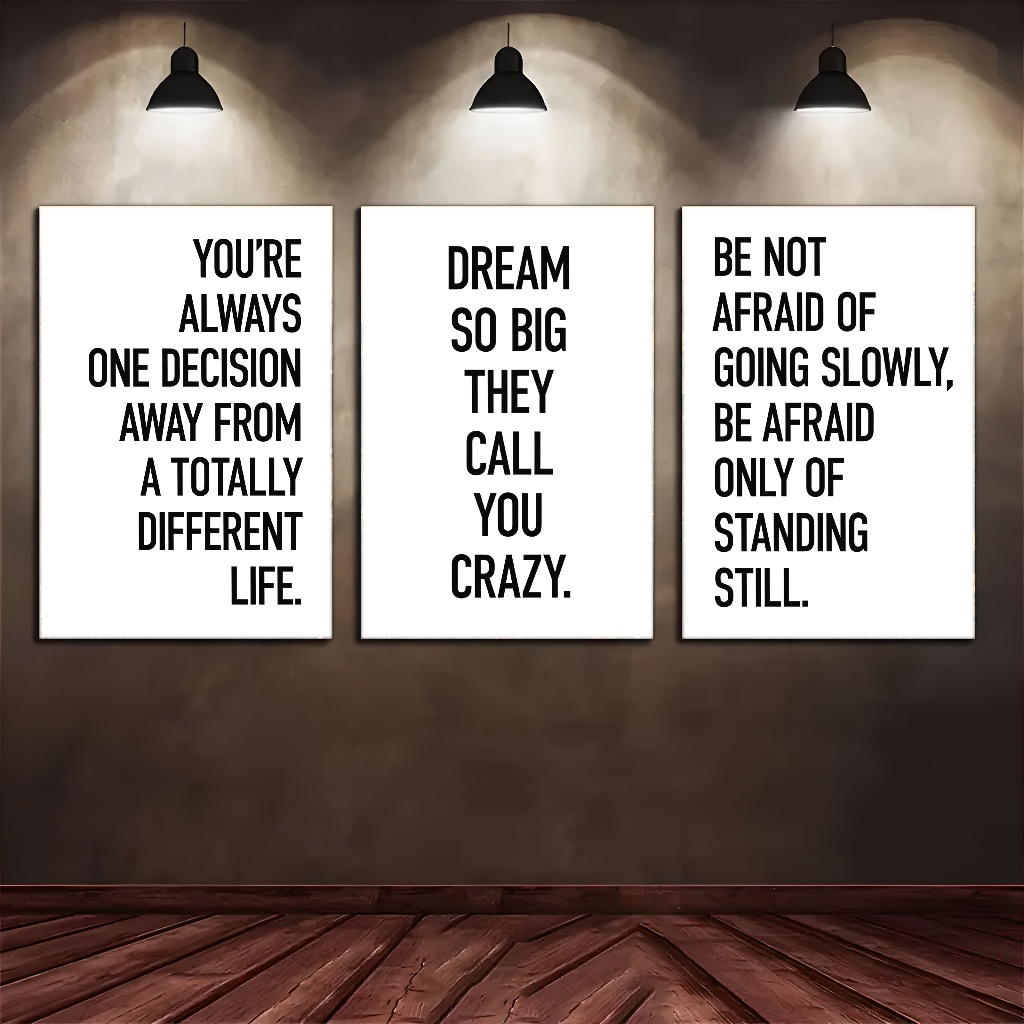 YOU'RE
ALWAYS
ONE DECISION
AWAY FROM
A TOTALLY
DIFFERENT
LIFE.
DREAM
SO BIG
THEY
CALL
YOU
CRAZY.
BE NOT
AFRAID OF
GOING SLOWLY,
BE AFRAID
ONLY OF
STANDING
STILL.